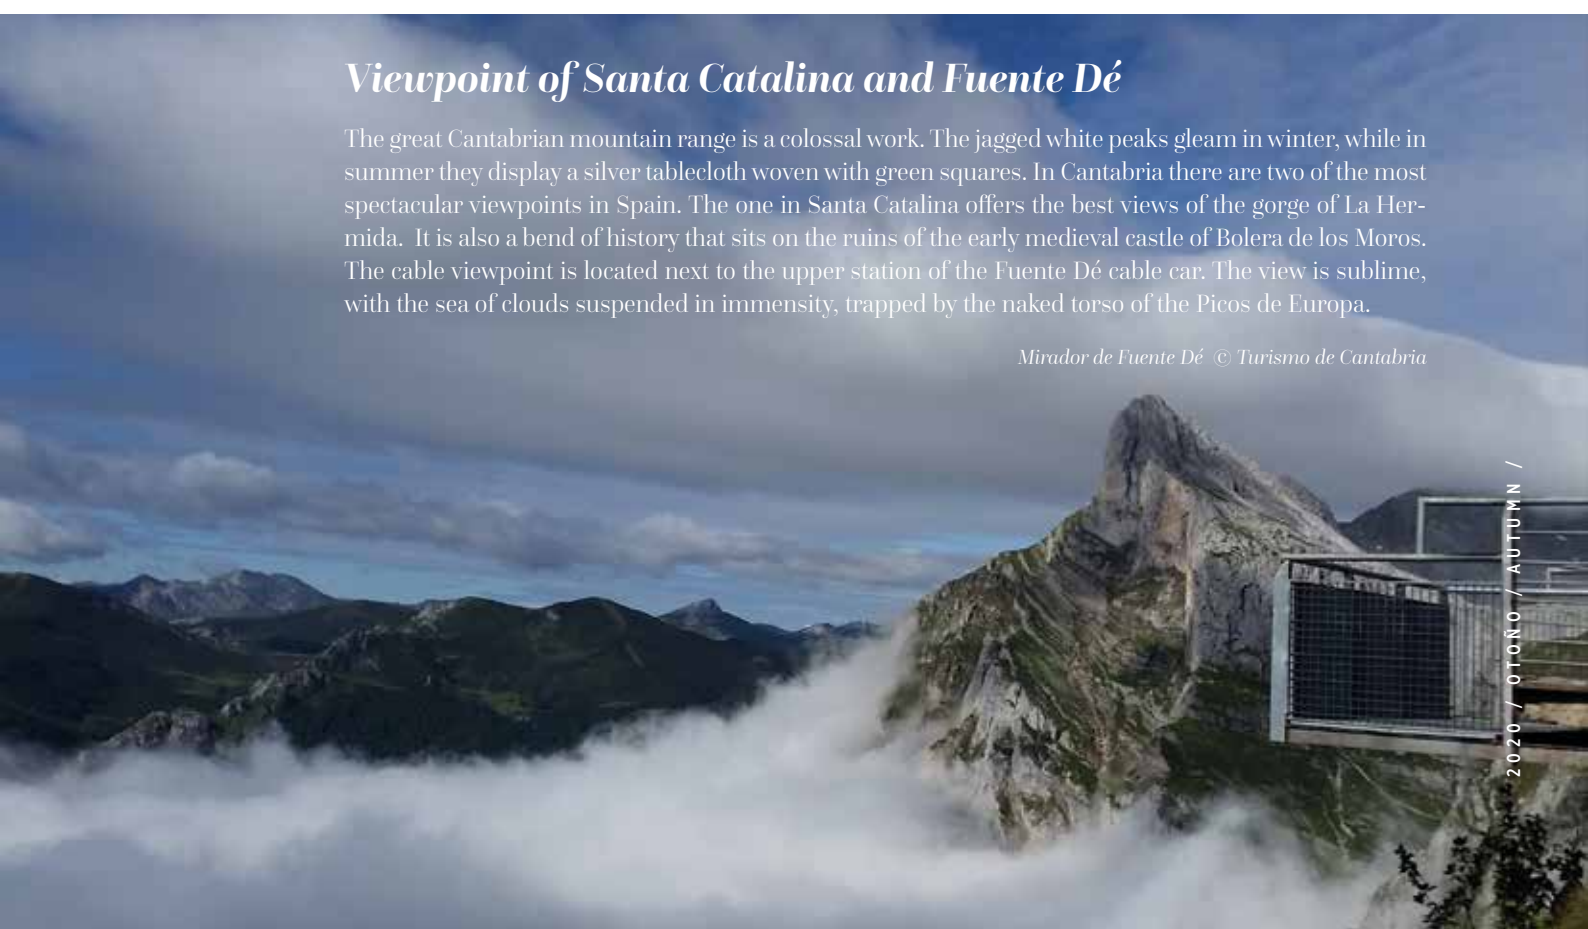 Viewpoint of Santa Catalina and Fuente Dé
The great Cantabrian mountain range is a colossal work. The jagged white peaks gleam in winter, while in
summer they display a silver tablecloth woven with green squares. In Cantabria there are two of the most
spectacular viewpoints in Spain. The one in Santa Catalina offers the best views of the gorge of La Her-
mida.  It is also a bend of history that sits on the ruins of the early medieval castle of Bolera de los Moros.
The cable viewpoint is located next to the upper station of the Fuente Dé cable car. The view is sublime,
with the sea of clouds suspended in immensity, trapped by the naked torso of the Picos de Europa.
Mirador de Fuente Dé © Turismo de Cantabria
2020 / OTOÑO / AUTUMN /